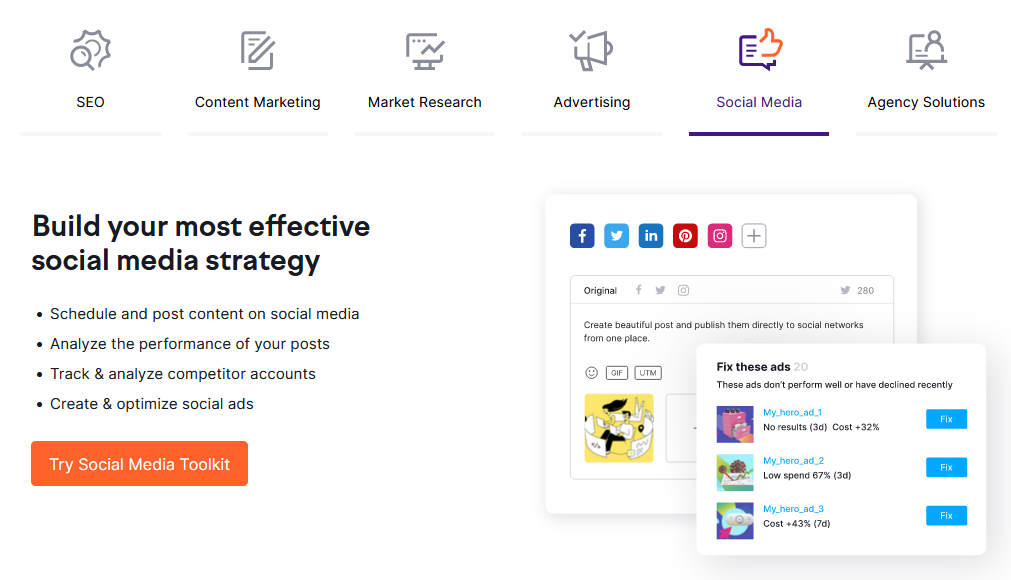 SEO
Content Marketing
Market Research
Advertising
Social Media
Agency Solutions
Build your most effective
social media strategy
• Schedule and post content on social media
• Analyze the performance of your posts
• Track & analyze competitor accounts
• Create & optimize social ads
Try Social Media Toolkit
Original
280
Create beautiful post and publish them directly to social networks
from one place.
GIF
UTM
Fix these ads 20
These ads don't perform well or have declined recently
My_hero_ad_1
No results (3d) Cost +32%
Fix
My_hero_ad_2
Low spend 67% (3d)
Fix
My_hero_ad_3
Cost +43% (7d)
Fix